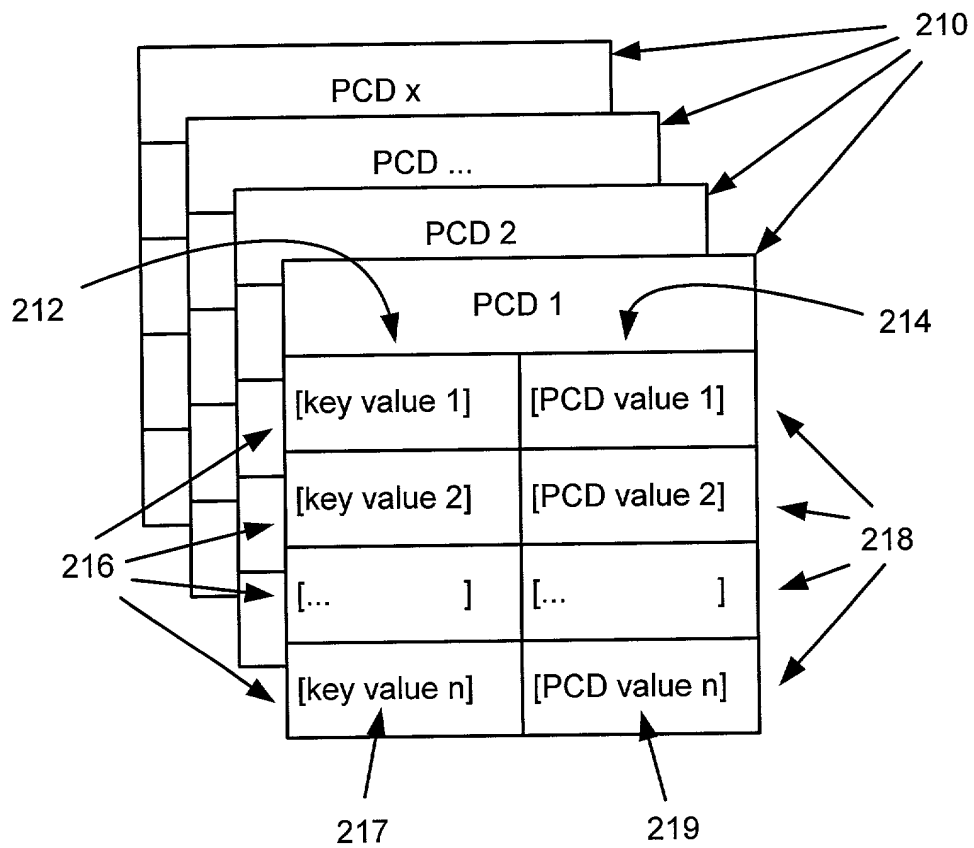 210
PCD x
PCD ...
PCD 2
212
PCD 1
214
[key value 1] [PCD value 1]
[key value 2] [PCD value 2]
216
218
[... ] [... ]
[key value n] [PCD value n]
217
219